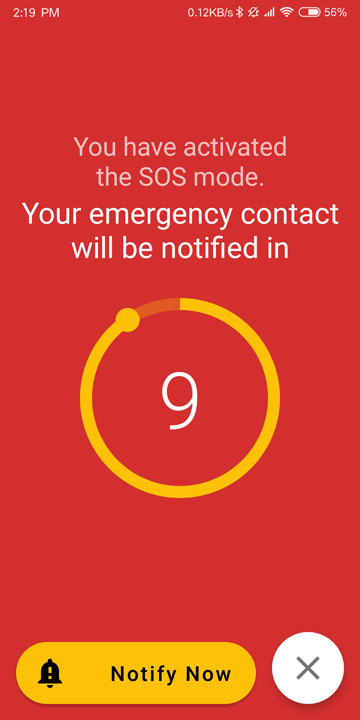 2:19 PM 0.12KB/s 56%
You have activated
the SOS mode.
Your emergency contact
will be notified in
9
Notify Now